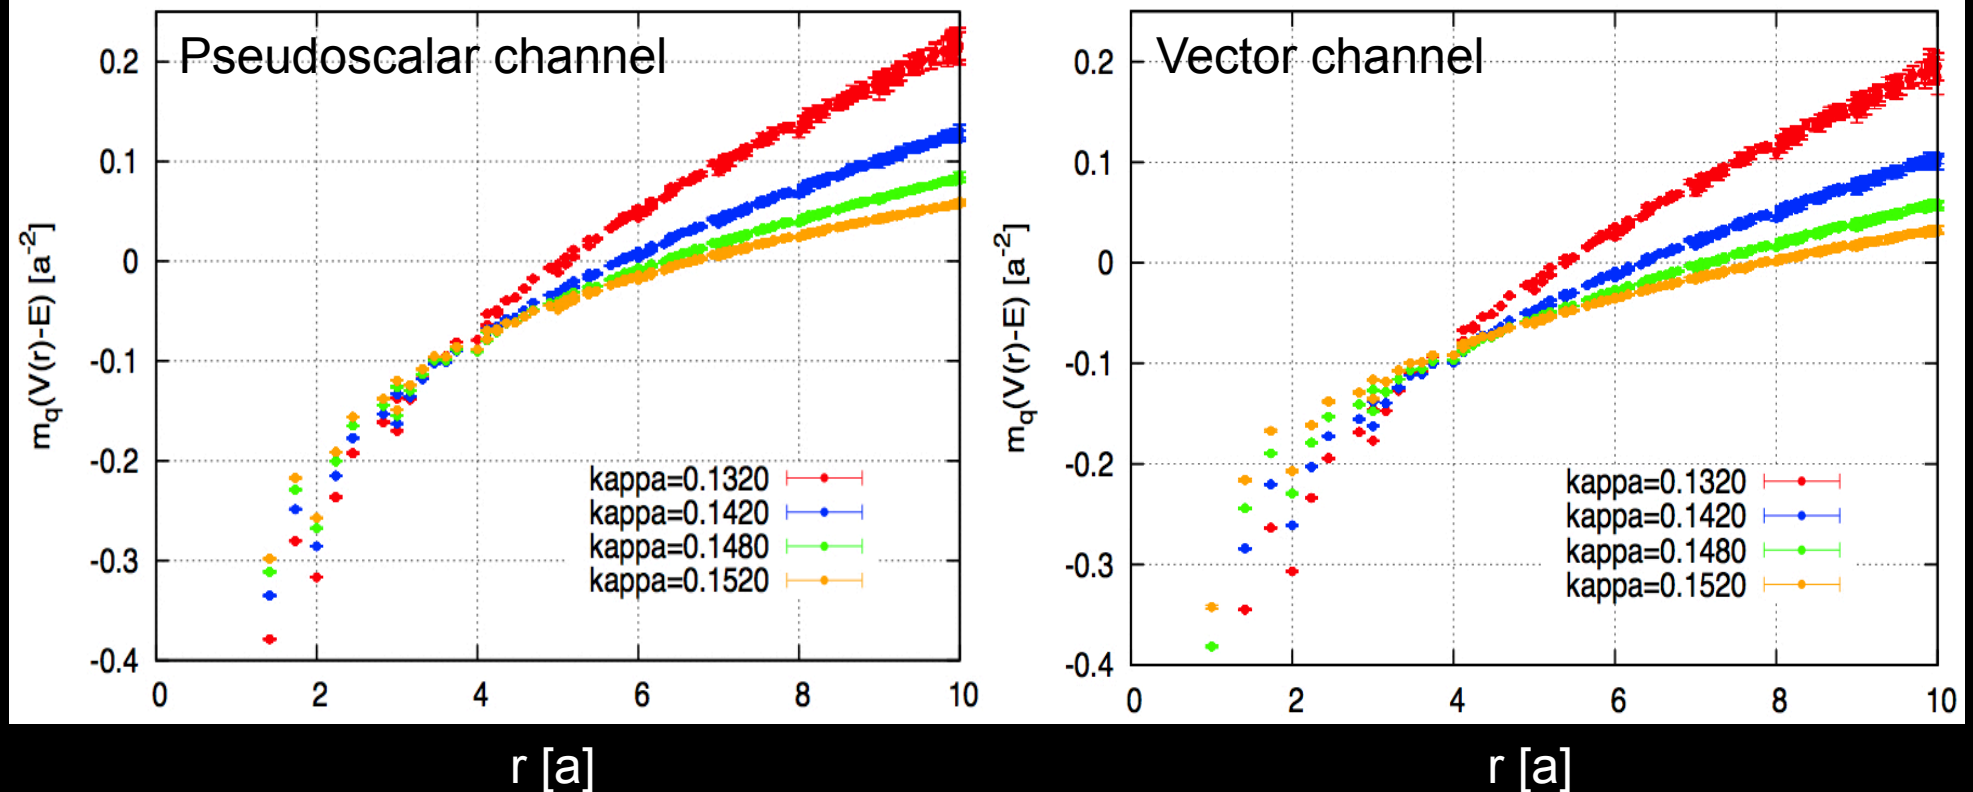 Pseudoscalar channel
0.2
0.1
0
-0.1
-0.2
-0.3
-0.4
m_q(V(r)-E) [a^-2]
kappa=0.1320
kappa=0.1420
kappa=0.1480
kappa=0.1520
0 2 4 6 8 10
r [a]
Vector channel
0.2
0.1
0
-0.1
-0.2
-0.3
-0.4
m_q(V(r)-E) [a^-2]
kappa=0.1320
kappa=0.1420
kappa=0.1480
kappa=0.1520
0 2 4 6 8 10
r [a]